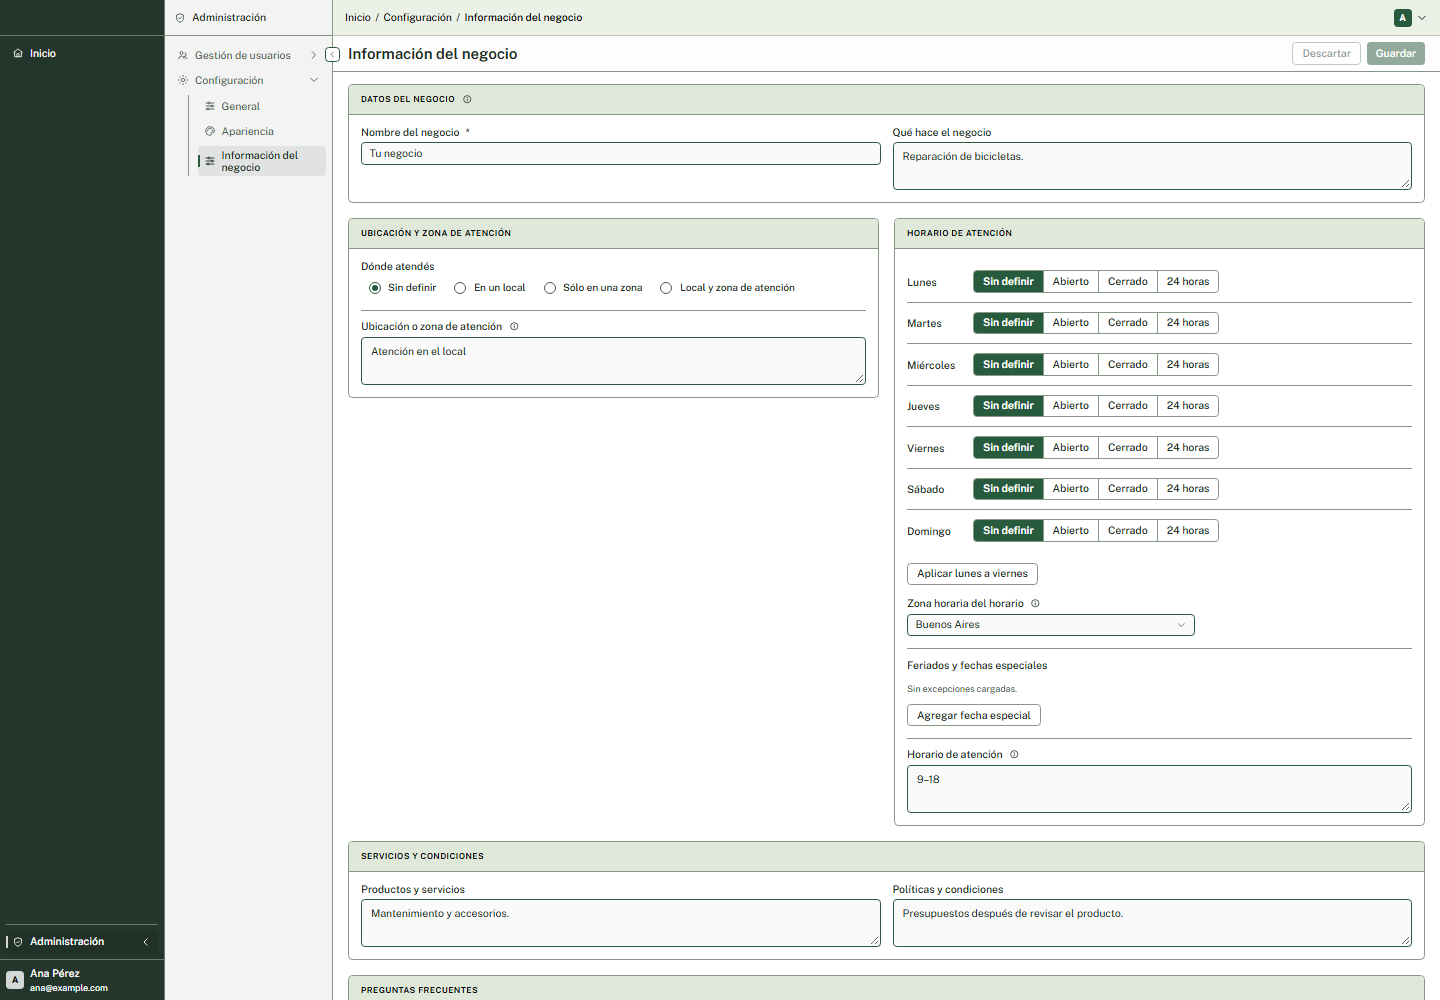 Inicio
Administración
Ana Pérez
ana@example.com
A
Administración
Gestión de usuarios
Configuración
General
Apariencia
Información del
negocio
Inicio / Configuración / Información del negocio
A
Información del negocio
Descartar
Guardar
DATOS DEL NEGOCIO
Nombre del negocio *
Tu negocio
Qué hace el negocio
Reparación de bicicletas.
UBICACIÓN Y ZONA DE ATENCIÓN
Dónde atendés
Sin definir En un local Sólo en una zona Local y zona de atención
Ubicación o zona de atención
Atención en el local
HORARIO DE ATENCIÓN
Lunes Sin definir Abierto Cerrado 24 horas
Martes Sin definir Abierto Cerrado 24 horas
Miércoles Sin definir Abierto Cerrado 24 horas
Jueves Sin definir Abierto Cerrado 24 horas
Viernes Sin definir Abierto Cerrado 24 horas
Sábado Sin definir Abierto Cerrado 24 horas
Domingo Sin definir Abierto Cerrado 24 horas
Aplicar lunes a viernes
Zona horaria del horario
Buenos Aires
Feriados y fechas especiales
Sin excepciones cargadas.
Agregar fecha especial
Horario de atención
9–18
SERVICIOS Y CONDICIONES
Productos y servicios
Mantenimiento y accesorios.
Políticas y condiciones
Presupuestos después de revisar el producto.
PREGUNTAS FRECUENTES